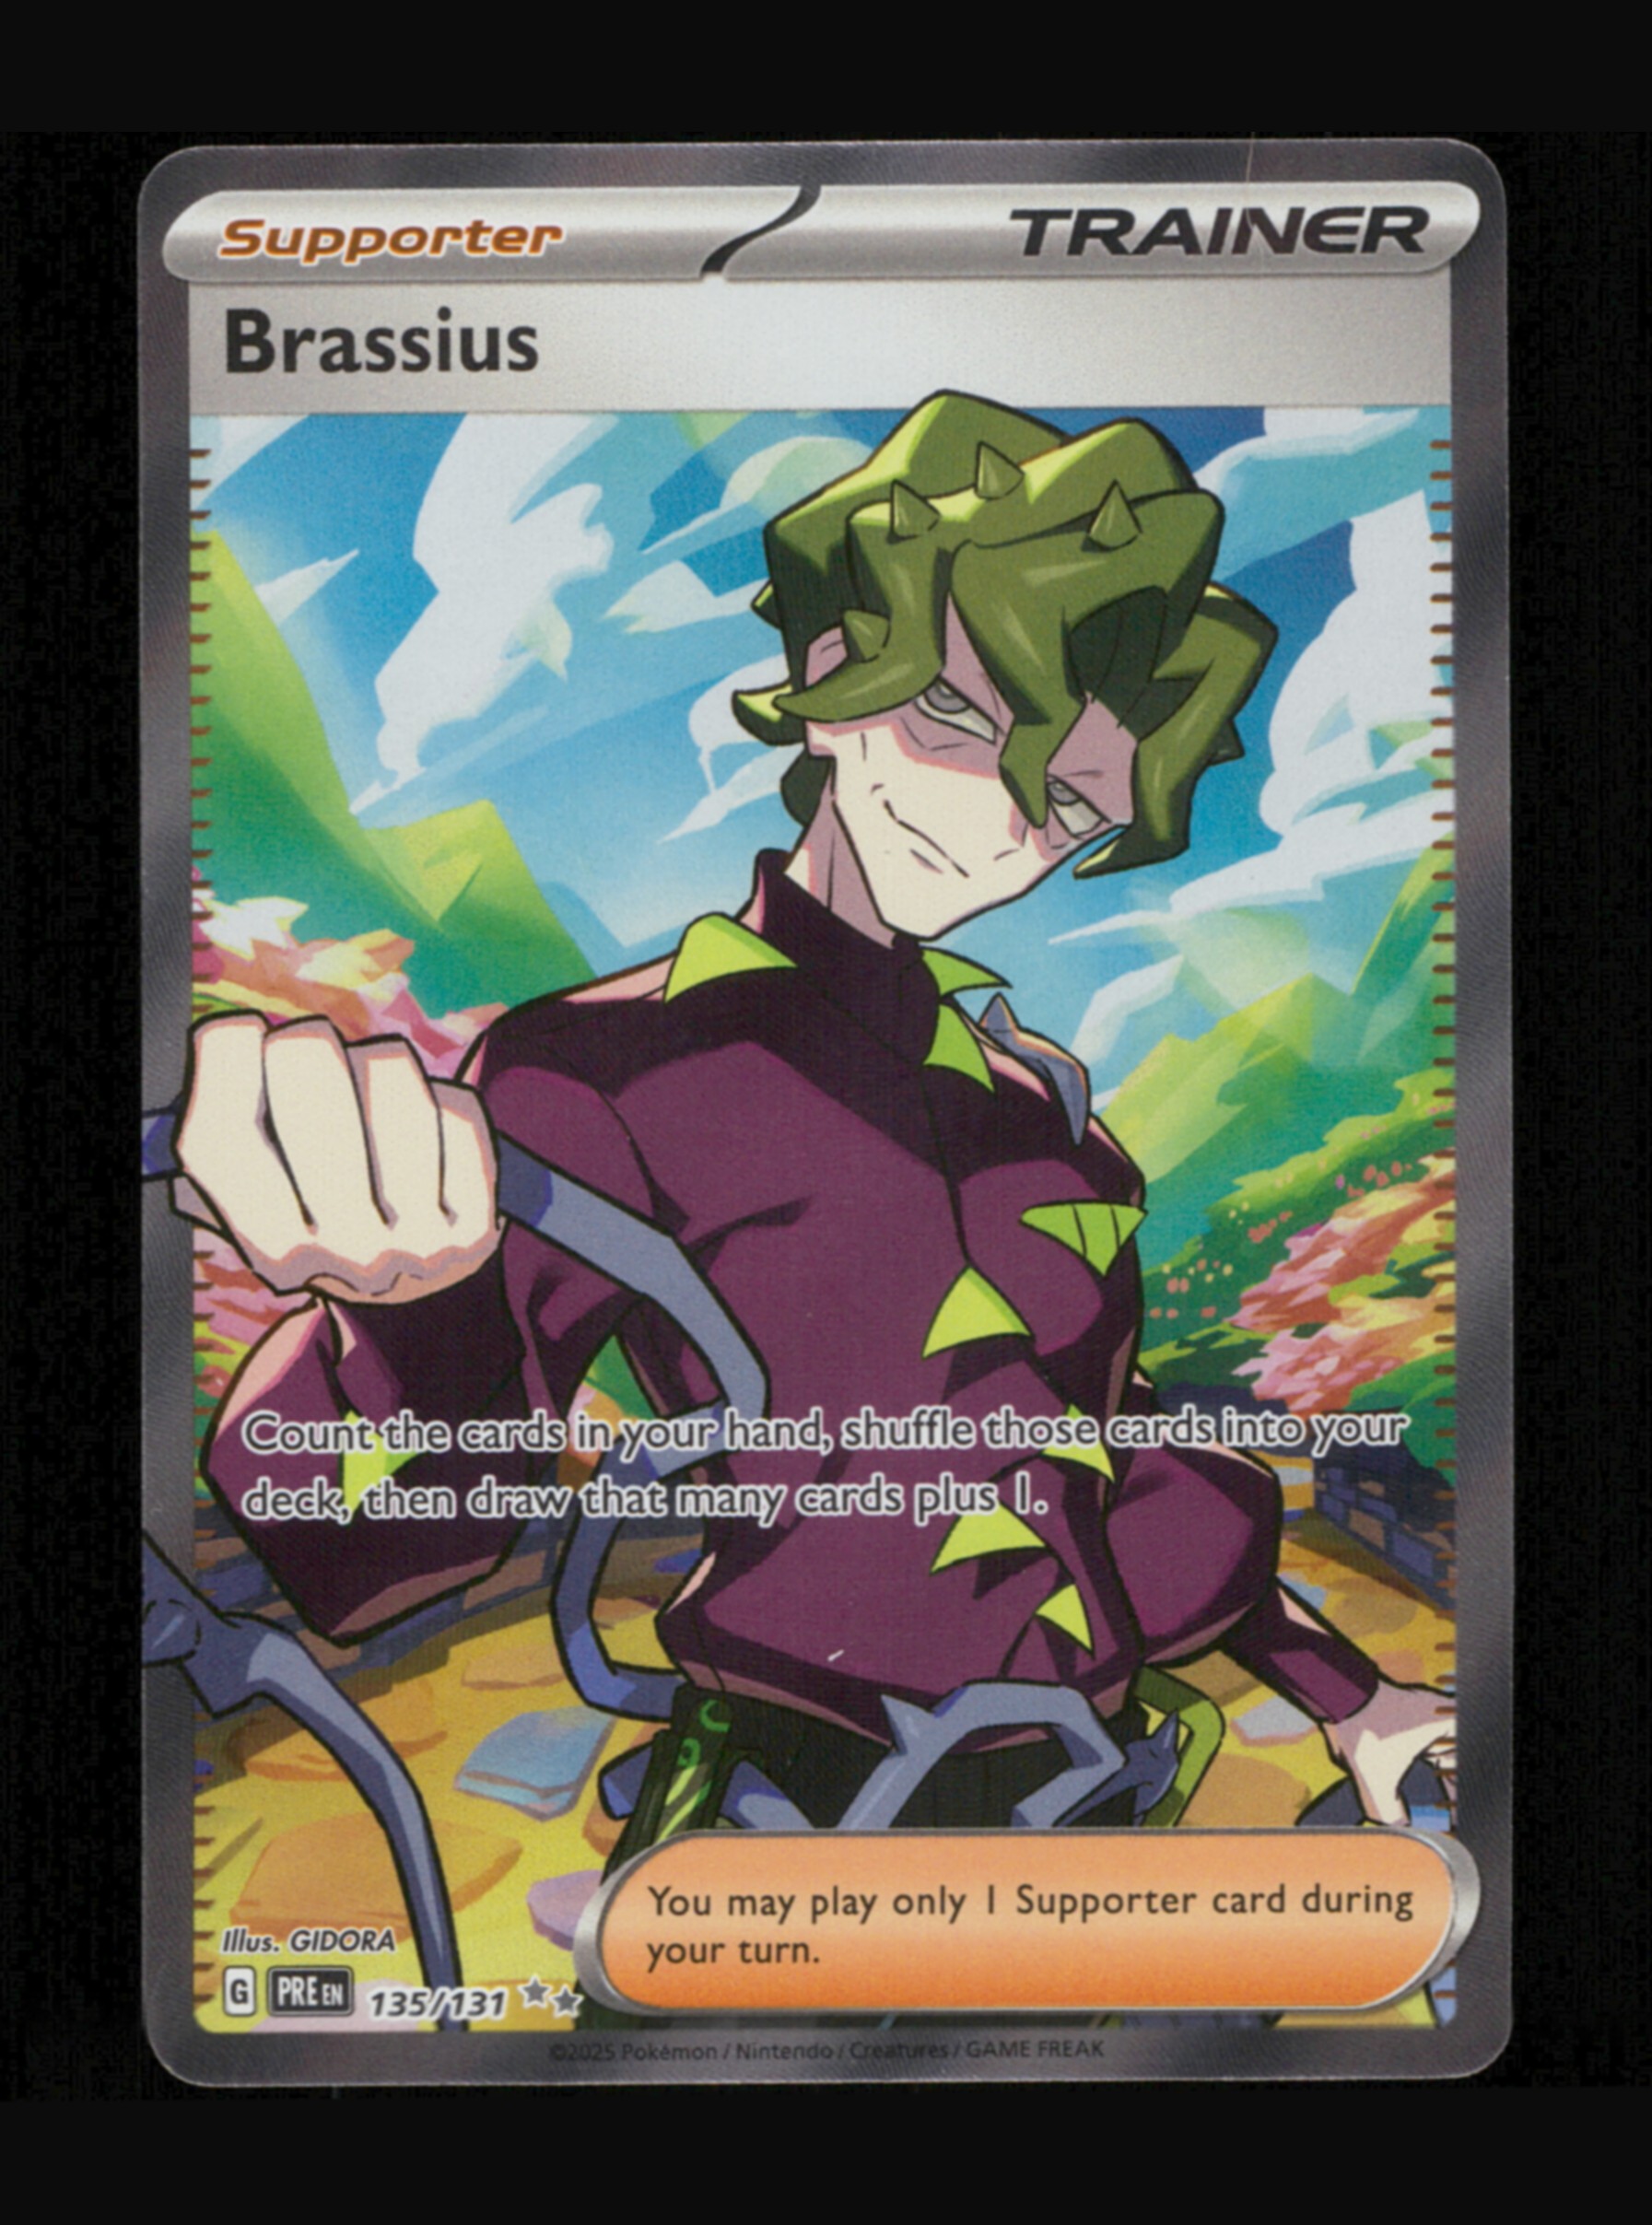 Supporter
TRAINER
Brassius
Count the cards in your hand, shuffle those cards into your
deck, then draw that many cards plus 1.
You may play only 1 Supporter card during
your turn.
Illus. GIDORA
G PRE EN 135/131
©2025 Pokémon / Nintendo / Creatures / GAME FREAK